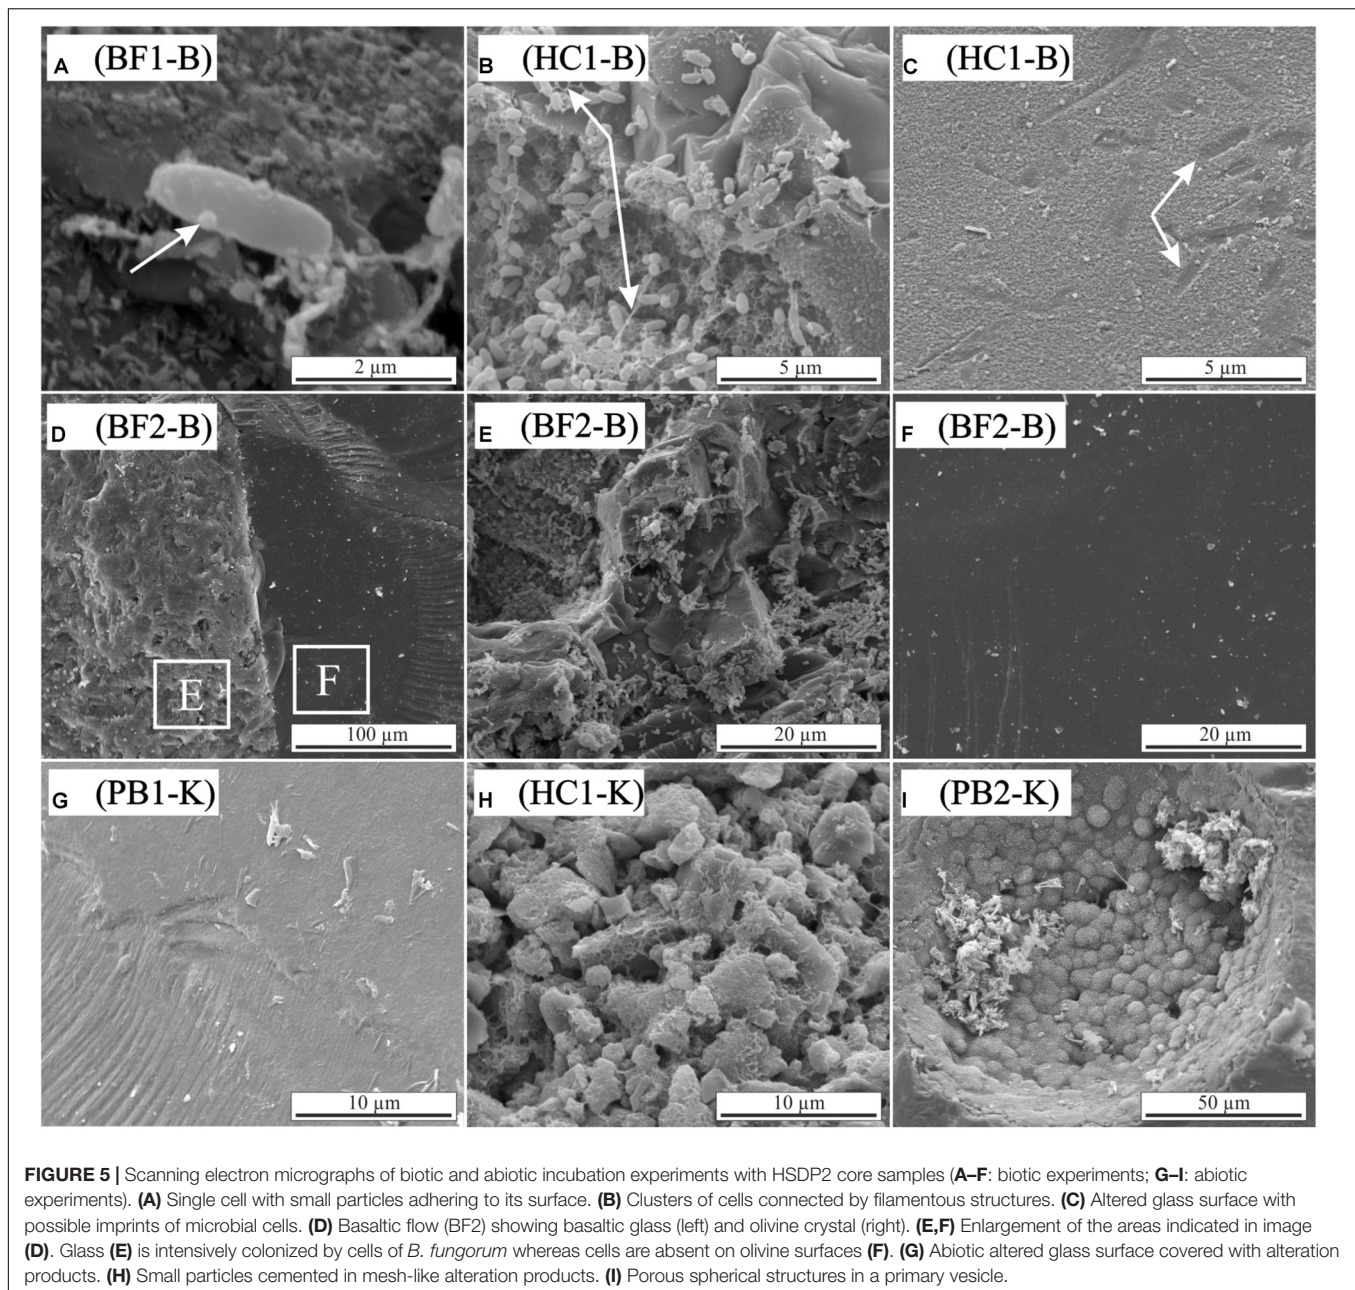 A (BF1-B)
2 µm
B (HC1-B)
5 µm
C (HC1-B)
5 µm
D (BF2-B)
E
F
100 µm
E (BF2-B)
20 µm
F (BF2-B)
20 µm
G (PB1-K)
10 µm
H (HC1-K)
10 µm
I (PB2-K)
50 µm
FIGURE 5 | Scanning electron micrographs of biotic and abiotic incubation experiments with HSDP2 core samples (A–F: biotic experiments; G–I: abiotic
experiments). (A) Single cell with small particles adhering to its surface. (B) Clusters of cells connected by filamentous structures. (C) Altered glass surface with
possible imprints of microbial cells. (D) Basaltic flow (BF2) showing basaltic glass (left) and olivine crystal (right). (E,F) Enlargement of the areas indicated in image
(D). Glass (E) is intensively colonized by cells of B. fungorum whereas cells are absent on olivine surfaces (F). (G) Abiotic altered glass surface covered with alteration
products. (H) Small particles cemented in mesh-like alteration products. (I) Porous spherical structures in a primary vesicle.